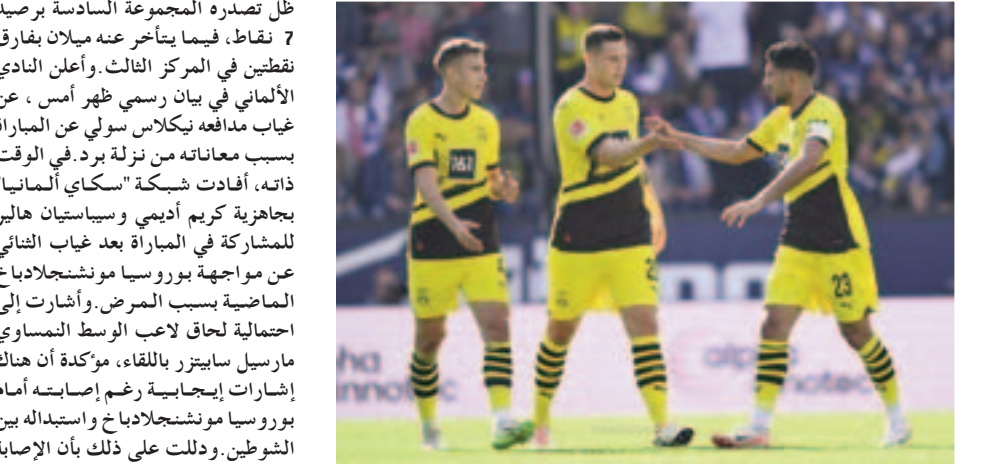 ظل تصدره المجموعة السادسة برصيد
7 نقاط، فيما يتأخر عنه ميلان بفارق
نقطتين في المركز الثالث.وأعلن النادي
الألماني في بيان رسمي ظهر أمس ، عن
غياب مدافعه نيكلاس سولي عن المباراة
بسبب معاناته من نزلة برد.في الوقت
ذاته، أفادت شبكة "سكاي ألمانيا"
بجاهزية كريم أديمي وسيباستيان هالير
للمشاركة في المباراة بعد غياب الثنائي
عن مواجهة بوروسيا مونشنجلادباخ
الماضية بسبب المرض.وأشارت إلى
احتمالية لحاق لاعب الوسط النمساوي
مارسيل سابيتزر باللقاء، مؤكدة أن هناك
إشارات إيجابية رغم إصابته أمام
بوروسيا مونشنجلادباخ واستبداله بين
الشوطين.ودللت على ذلك بأن الإصابة
1&1
23